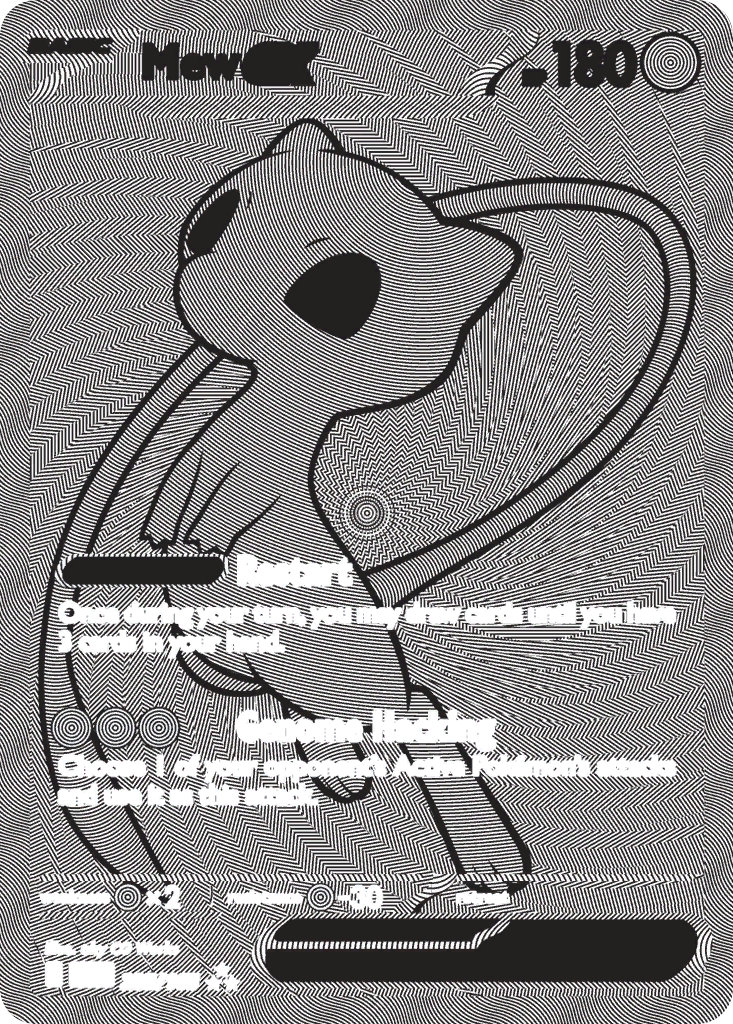 BASIC Mew ex HP 180
Restart
Once during your turn, you may draw cards until you have
3 cards in your hand.
Genome Hacking
Choose 1 of your opponent's Active Pokémon's attacks
and use it as this attack.
weakness ×2 resistance -30 retreat